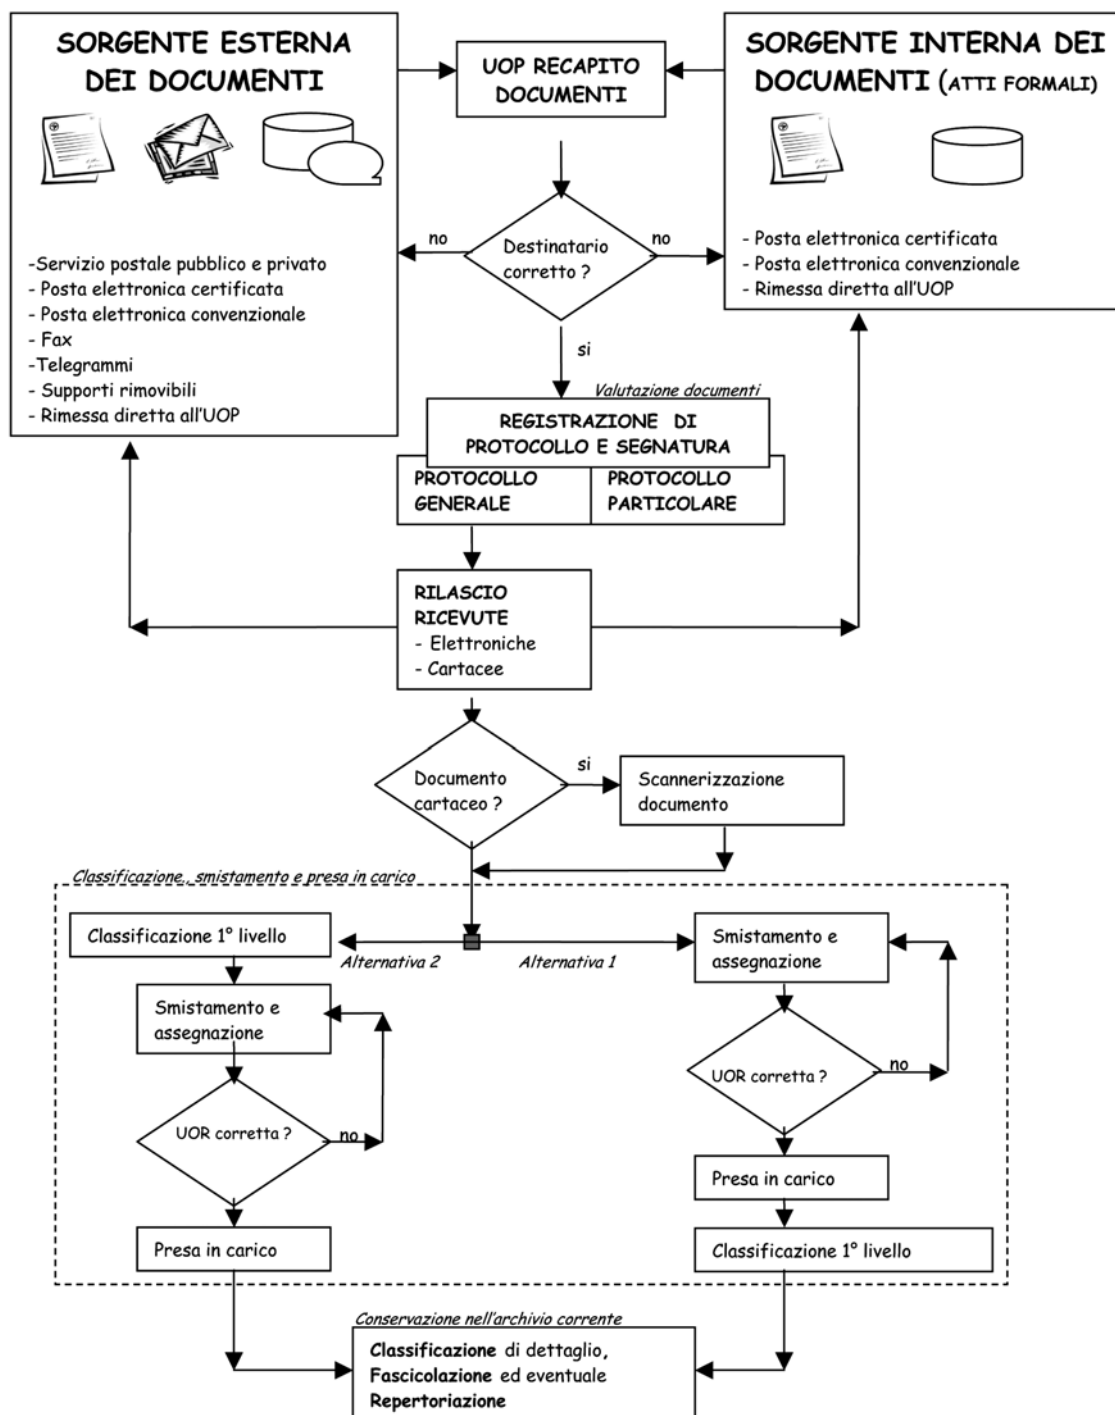 SORGENTE ESTERNA
DEI DOCUMENTI
-Servizio postale pubblico e privato
- Posta elettronica certificata
- Posta elettronica convenzionale
- Fax
-Telegrammi
- Supporti rimovibili
- Rimessa diretta all'UOP
UOP RECAPITO
DOCUMENTI
SORGENTE INTERNA DEI
DOCUMENTI (ATTI FORMALI)
- Posta elettronica certificata
- Posta elettronica convenzionale
- Rimessa diretta all'UOP
no
Destinatario
corretto ?
no
si
Valutazione documenti
REGISTRAZIONE DI
PROTOCOLLO E SEGNATURA
PROTOCOLLO
GENERALE
PROTOCOLLO
PARTICOLARE
RILASCIO
RICEVUTE
- Elettroniche
- Cartacee
Documento
cartaceo ?
si
Scannerizzazione
documento
Classificazione., smistamento e presa in carico
Classificazione 1° livello
Alternativa 2
Alternativa 1
Smistamento e
assegnazione
Smistamento e
assegnazione
UOR corretta ?
no
UOR corretta ?
no
Presa in carico
Presa in carico
Classificazione 1° livello
Conservazione nell'archivio corrente
Classificazione di dettaglio,
Fascicolazione ed eventuale
Repertoriazione